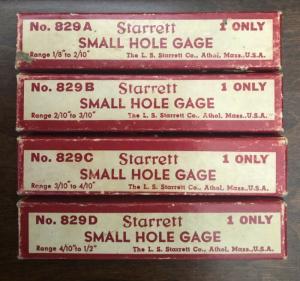 No. 829A Starrett 1 ONLY
SMALL HOLE GAGE
Range 1/8" to 2/10" The L. S. Starrett Co., Athol, Mass., U.S.A.
No. 829B Starrett 1 ONLY
SMALL HOLE GAGE
Range 2/10" to 3/10" The L. S. Starrett Co., Athol, Mass., U.S.A.
No. 829C Starrett 1 ONLY
SMALL HOLE GAGE
Range 3/10" to 4/10" The L. S. Starrett Co., Athol, Mass., U.S.A.
No. 829D Starrett 1 ONLY
SMALL HOLE GAGE
Range 4/10" to 1/2" The L. S. Starrett Co., Athol, Mass., U.S.A.